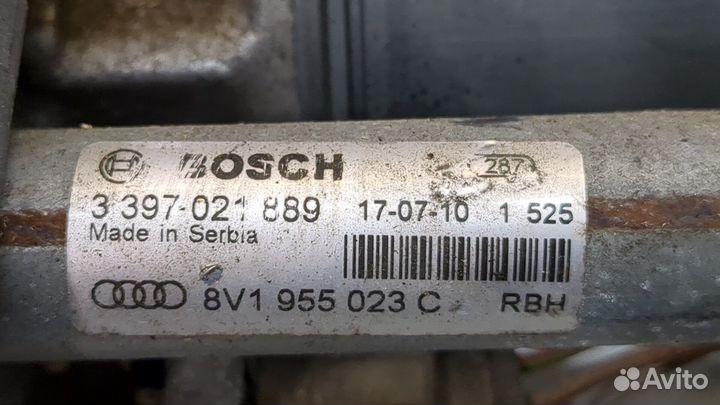 BOSCH 287
3 397-021 889 17-07-10 1 525
Made in Serbia
8V1 955 023 C RBH
Avito